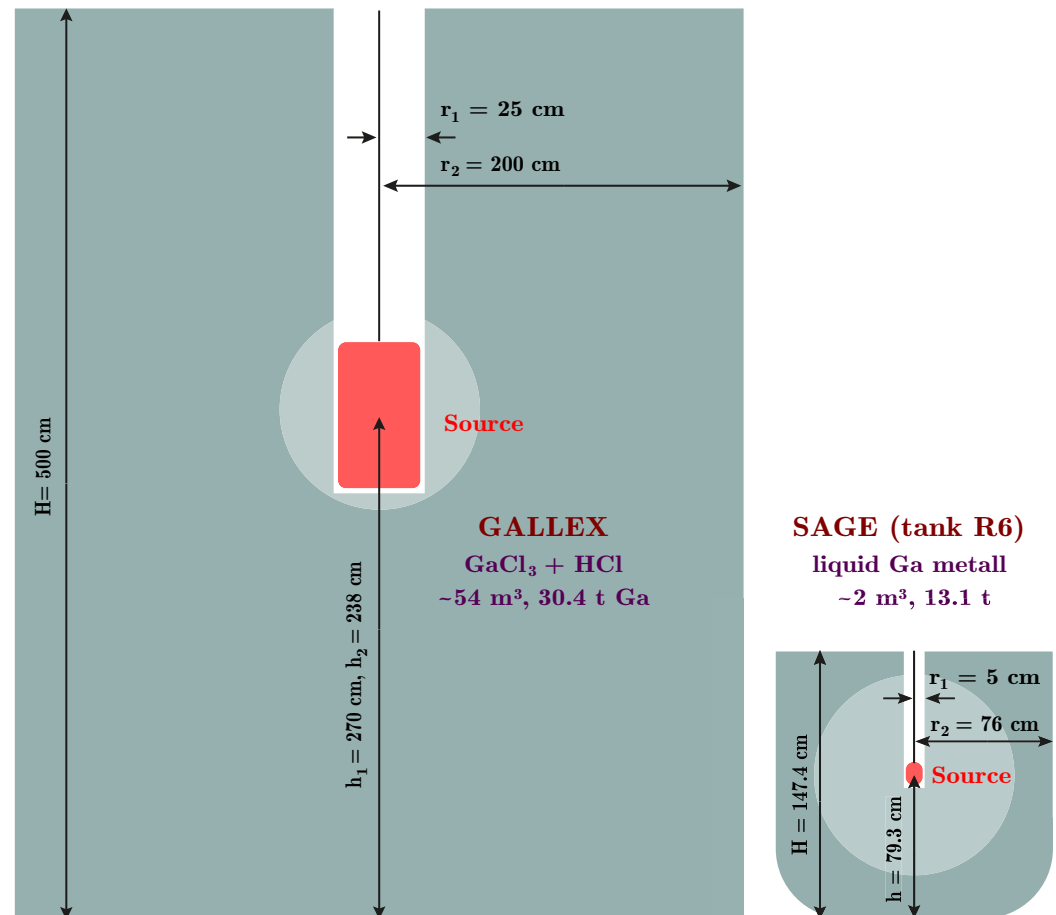 r₁ = 25 cm
r₂ = 200 cm
H= 500 cm
Source
h₁ = 270 cm, h₂ = 238 cm
GALLEX
GaCl₃ + HCl
~54 m³, 30.4 t Ga
SAGE (tank R6)
liquid Ga metall
~2 m³, 13.1 t
r₁ = 5 cm
r₂ = 76 cm
Source
H = 147.4 cm
h = 79.3 cm